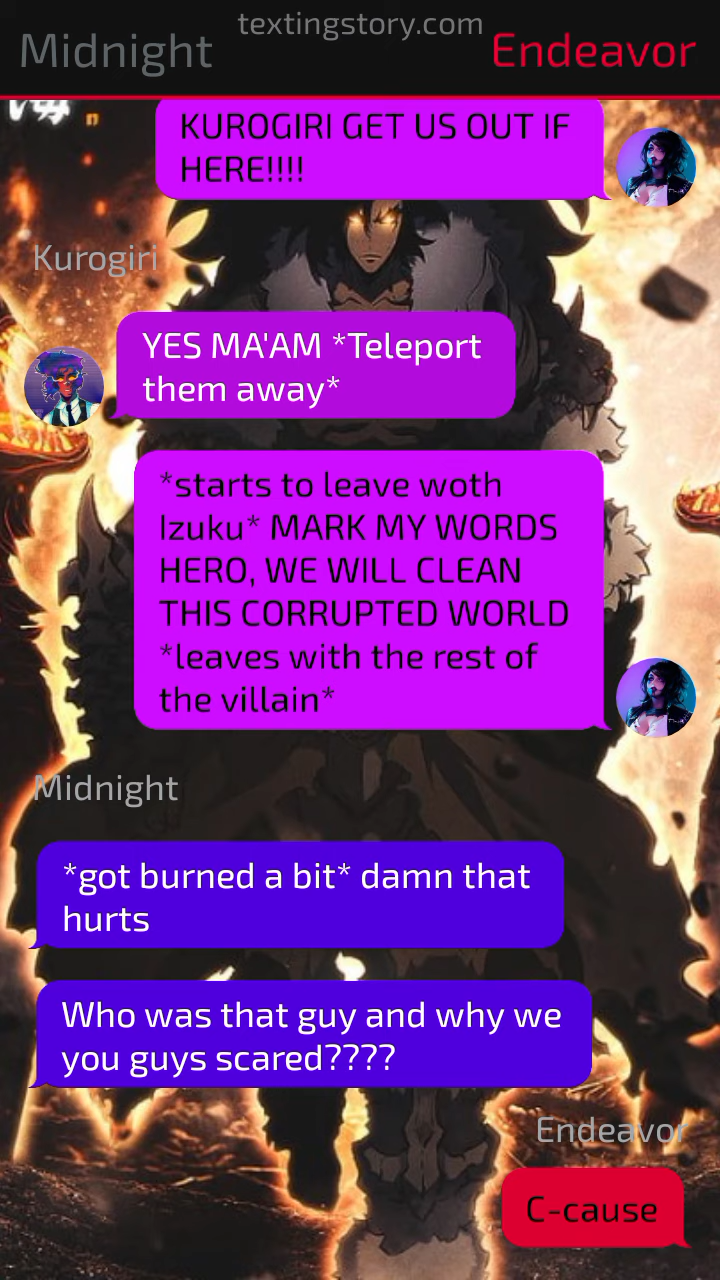 textingstory.com
Midnight
Endeavor
KUROGIRI GET US OUT IF
HERE!!!!
Kurogiri
YES MA'AM *Teleport
them away*
*starts to leave woth
Izuku* MARK MY WORDS
HERO, WE WILL CLEAN
THIS CORRUPTED WORLD
*leaves with the rest of
the villain*
Midnight
*got burned a bit* damn that
hurts
Who was that guy and why we
you guys scared????
Endeavor
C-cause